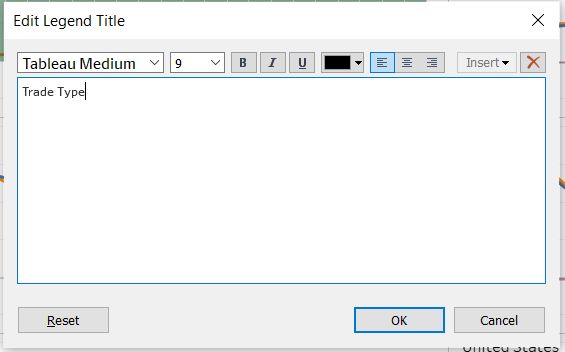 Edit Legend Title
Tableau Medium 9 B I U Insert
Trade Type
Reset OK Cancel
United States